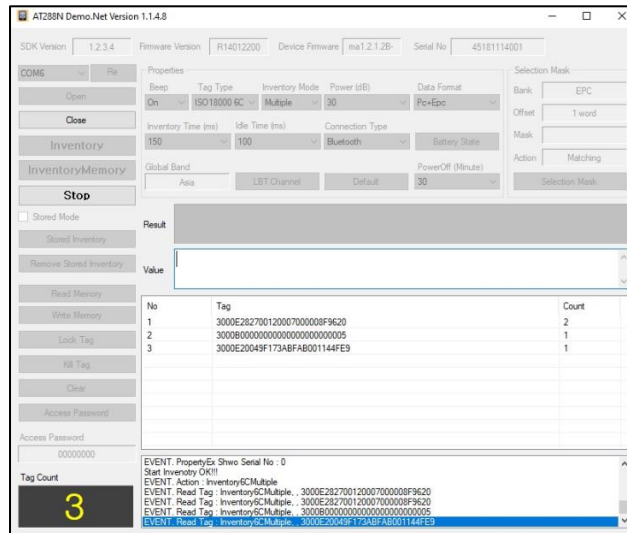 AT288N Demo.Net Version 1.1.4.8
SDK Version 1.2.3.4 Firmware Version R14012200 Device Firmware ma1.2.1.2B- Serial No 45181114001
COM6 Re
Open
Close
Inventory
InventoryMemory
Stop
Stored Mode
Stored Inventory
Remove Stored Inventory
Read Memory
Write Memory
Lock Tag
Kill Tag
Clear
Access Password
Access Password
00000000
Tag Count
3
Properties
Beep Tag Type Inventory Mode Power (dB) Data Format
On ISO18000 6C Multiple 30 Pc+Epc
Inventory Time (ms) Idle Time (ms) Connection Type
150 100 Bluetooth Battery State
Global Band PowerOff (Minute)
Asia LBT Channel Default 30
Selection Mask
Bank EPC
Offset 1 word
Mask
Action Matching
Selection Mask
Result
Value
No Tag Count
1 3000E282700120007000008F9620 2
2 3000B00000000000000000000005 1
3 3000E20049F173ABFAB001144FE9 1
EVENT. PropertyEx Shwo Serial No : 0
Start Invenotry OK!!!
EVENT. Action : Inventory6CMultiple
EVENT. Read Tag : Inventory6CMultiple, , 3000E282700120007000008F9620
EVENT. Read Tag : Inventory6CMultiple, , 3000E282700120007000008F9620
EVENT. Read Tag : Inventory6CMultiple, , 3000B00000000000000000000005
EVENT. Read Tag : Inventory6CMultiple, , 3000E20049F173ABFAB001144FE9